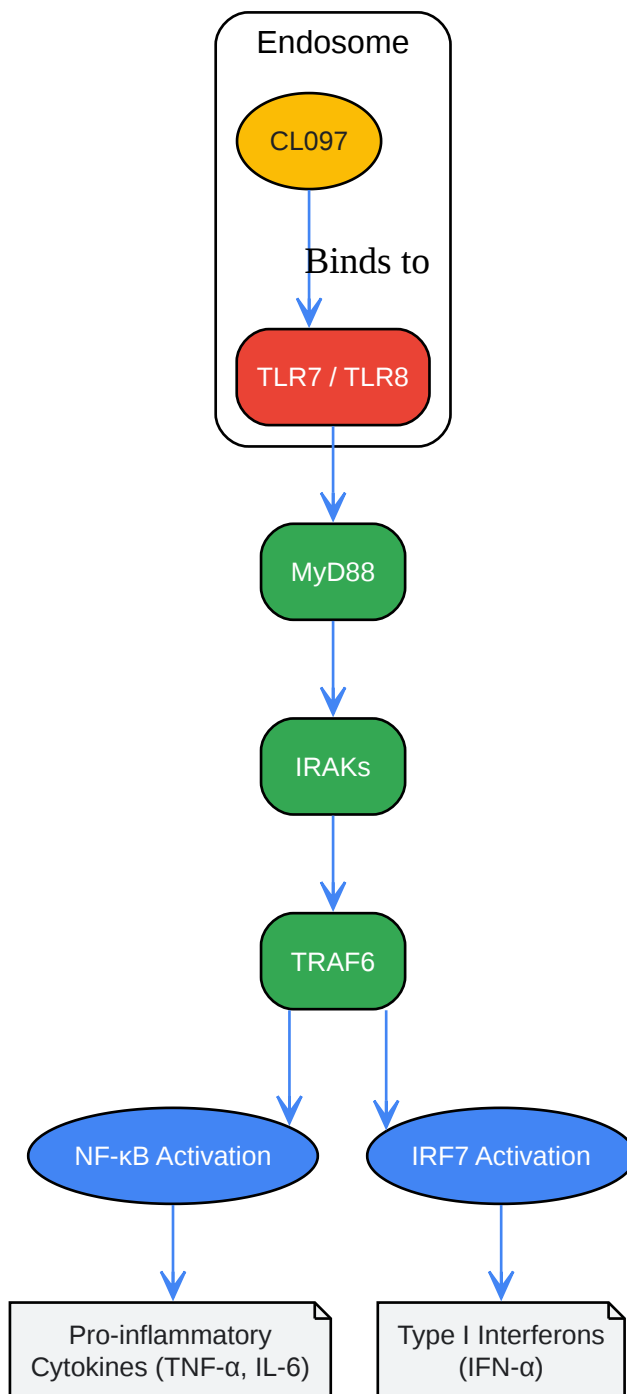 Endosome
CL097
Binds to
TLR7 / TLR8
MyD88
IRAKs
TRAF6
NF-κB Activation
IRF7 Activation
Pro-inflammatory
Cytokines (TNF-α, IL-6)
Type I Interferons
(IFN-α)